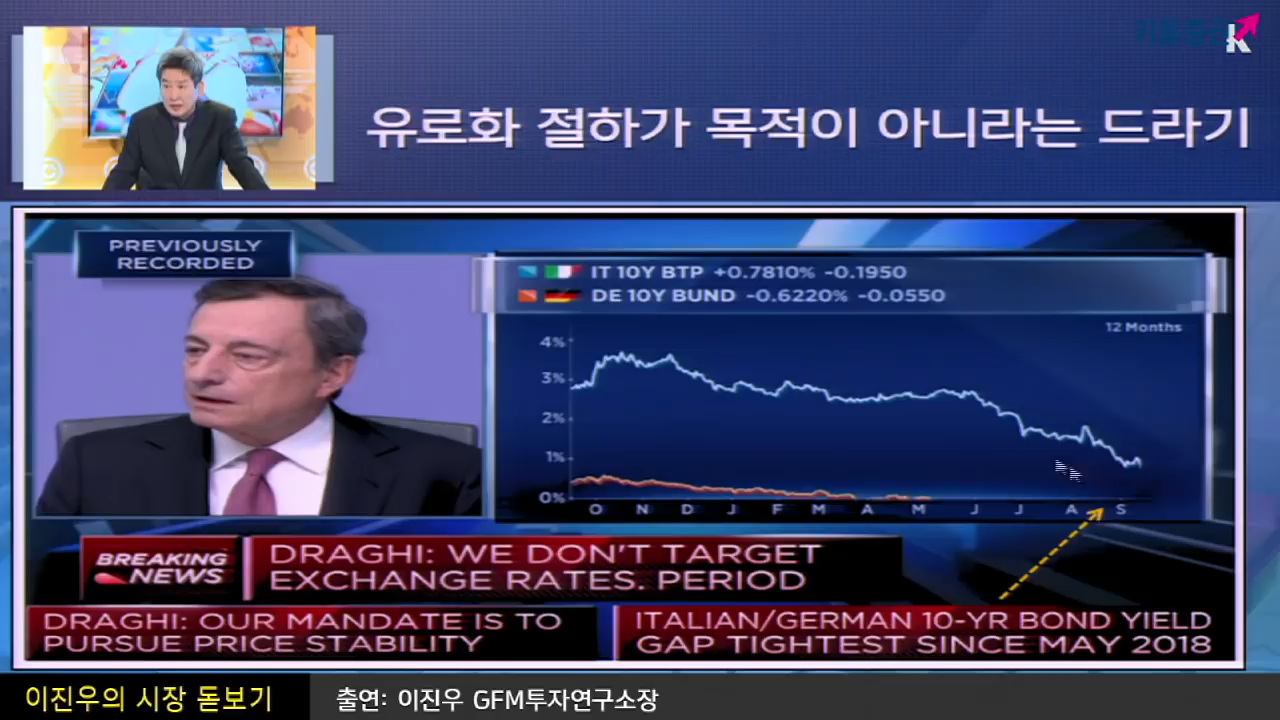 키움증권
K
유로화 절하가 목적이 아니라는 드라기
PREVIOUSLY
RECORDED
IT 10Y BTP +0.7810% -0.1950
DE 10Y BUND -0.6220% -0.0550
12 Months
4%
3%
2%
1%
0%
O N D J F M A M J J A S
BREAKING
NEWS
DRAGHI: WE DON'T TARGET
EXCHANGE RATES. PERIOD
DRAGHI: OUR MANDATE IS TO
PURSUE PRICE STABILITY
ITALIAN/GERMAN 10-YR BOND YIELD
GAP TIGHTEST SINCE MAY 2018
이진우의 시장 돋보기
출연: 이진우 GFM투자연구소장